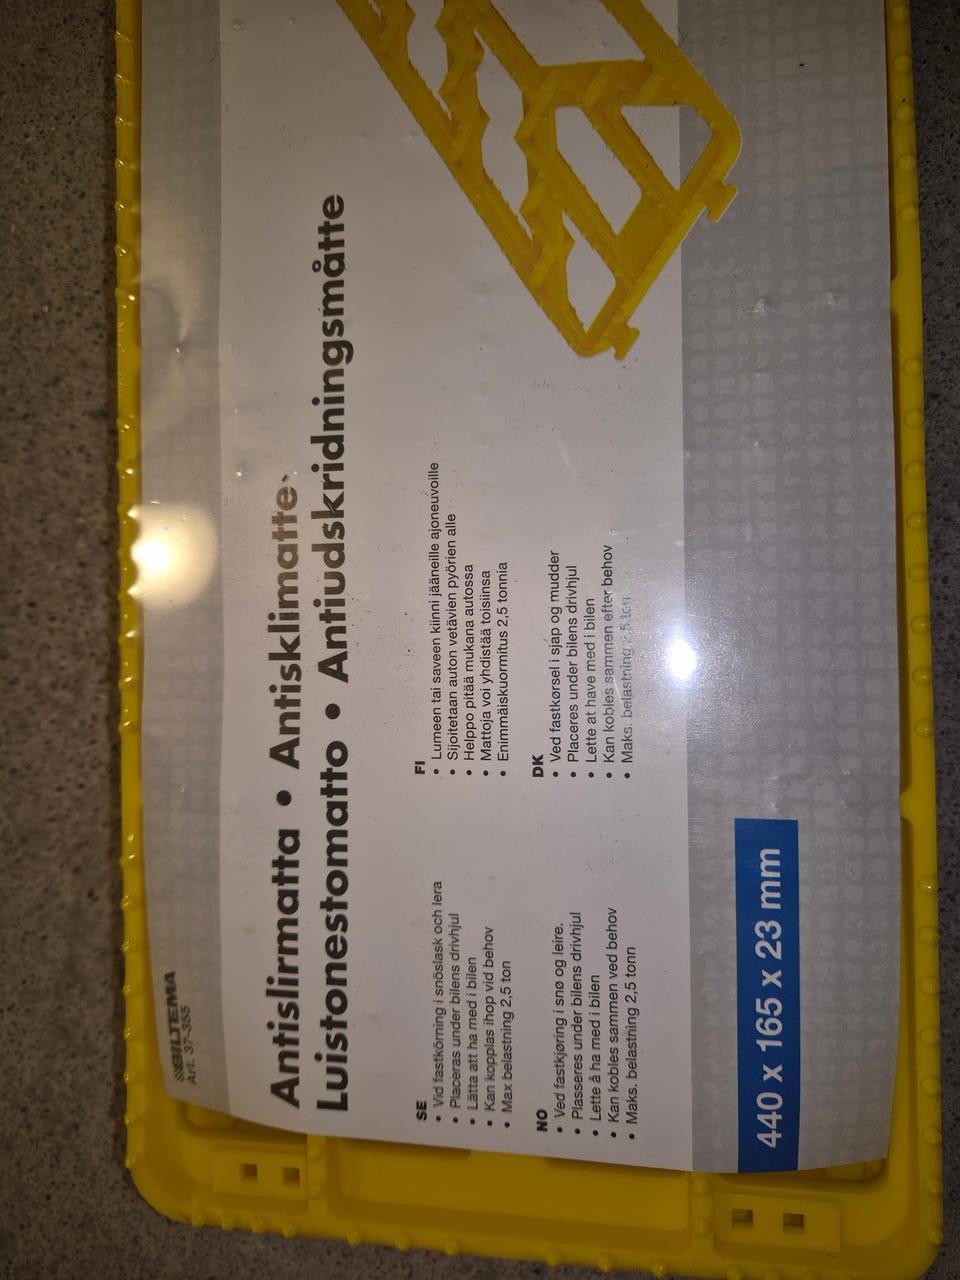 BILTEMA
Art. 37-355
Antislirmatta • Antisklimatte
Luistonestomatto • Antiudskridningsmåtte
SE
• Vid fastkörning i snöslask och lera
• Placeras under bilens drivhjul
• Lätta att ha med i bilen
• Kan kopplas ihop vid behov
• Max belastning 2,5 ton
FI
• Lumeen tai saveen kiinni jääneille ajoneuvoille
• Sijoitetaan auton vetävien pyörien alle
• Helppo pitää mukana autossa
• Mattoja voi yhdistää toisiinsa
• Enimmäiskuormitus 2,5 tonnia
NO
• Ved fastkjøring i snø og leire.
• Plasseres under bilens drivhjul
• Lette å ha med i bilen
• Kan kobles sammen ved behov
• Maks. belastning 2,5 tonn
DK
• Ved fastkørsel i sjap og mudder
• Placeres under bilens drivhjul
• Lette at have med i bilen
• Kan kobles sammen efter behov
• Maks. belastning 2,5 ton
440 x 165 x 23 mm